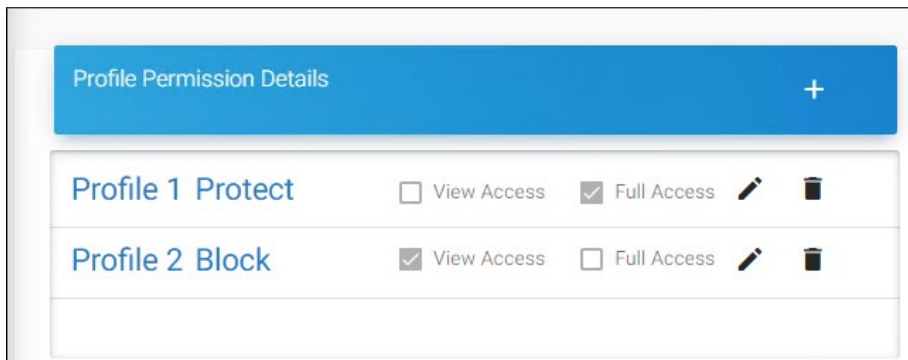 Profile Permission Details +
Profile 1 Protect View Access Full Access
Profile 2 Block View Access Full Access